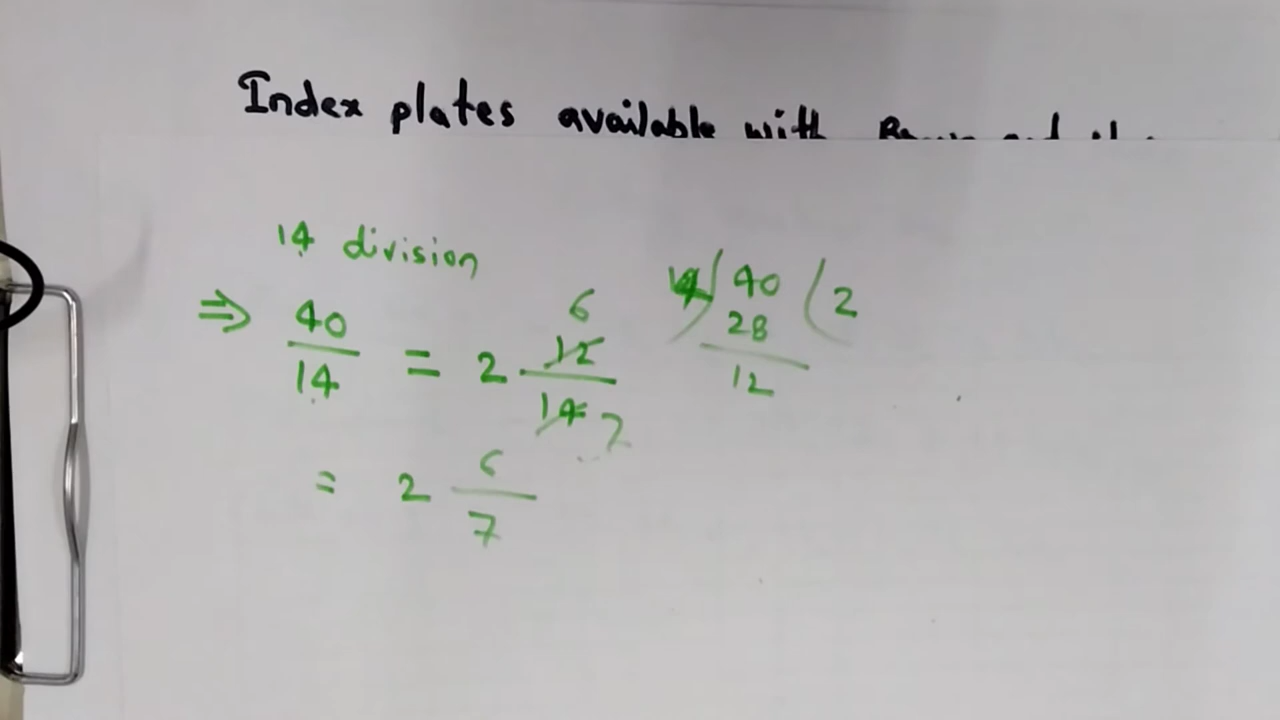 Index plates available with
14 division
⇒ 40/14 = 2 12/14 6 7
14) 40 (2
28
12
= 2 6/7